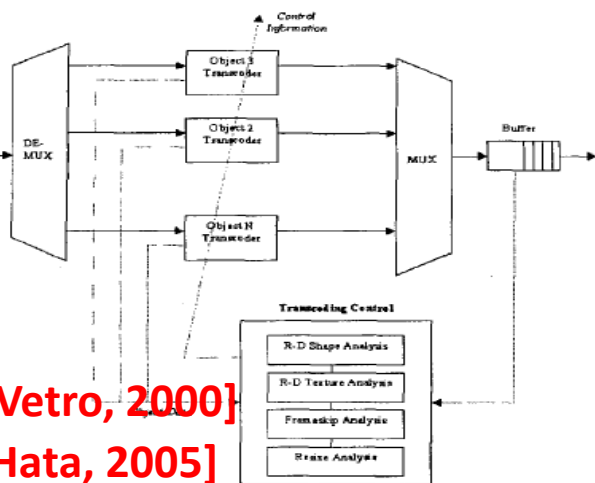 Control
Information
Object 3
Transcoder
DE-
MUX
Object 2
Transcoder
MUX
Buffer
Object N
Transcoder
Transcoding Control
R-D Shape Analysis
R-D Texture Analysis
Frameskip Analysis
Resize Analysis
Vetro, 2000]
Hata, 2005]